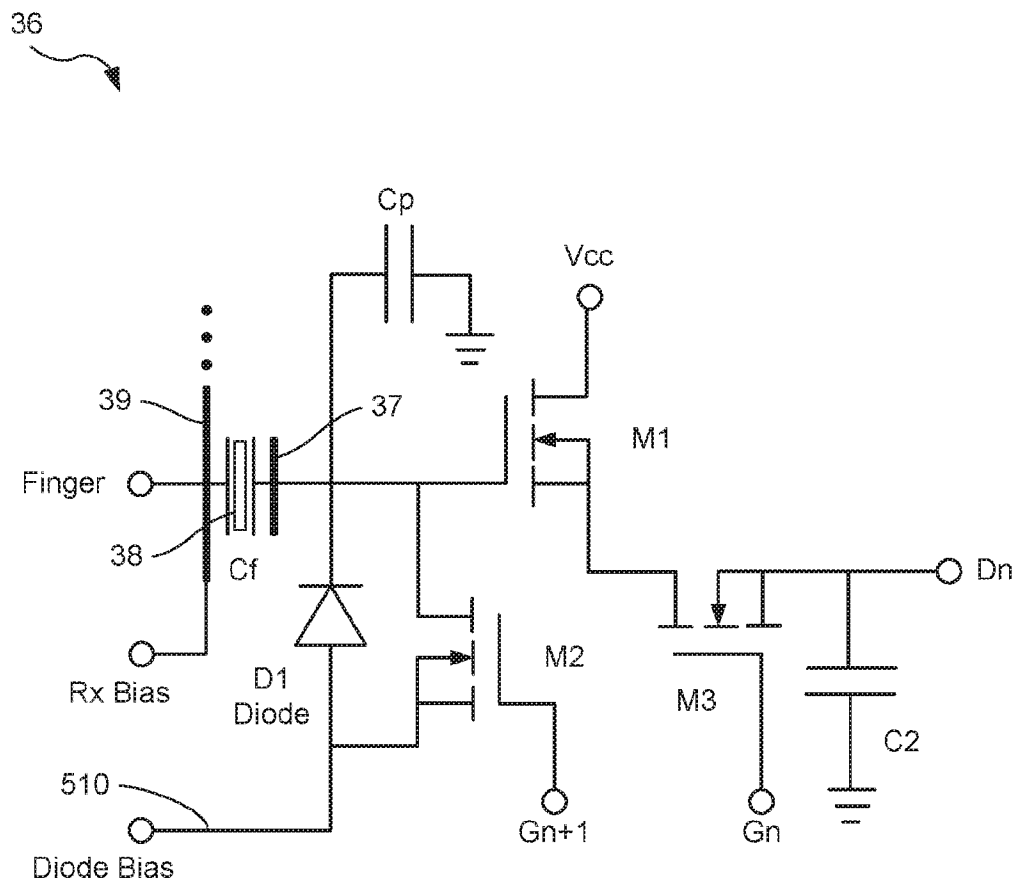 36
Cp
Vcc
39
37
M1
Finger
38
Cf
Dn
M2
Rx Bias
D1
Diode
M3
C2
510
Gn+1
Gn
Diode Bias